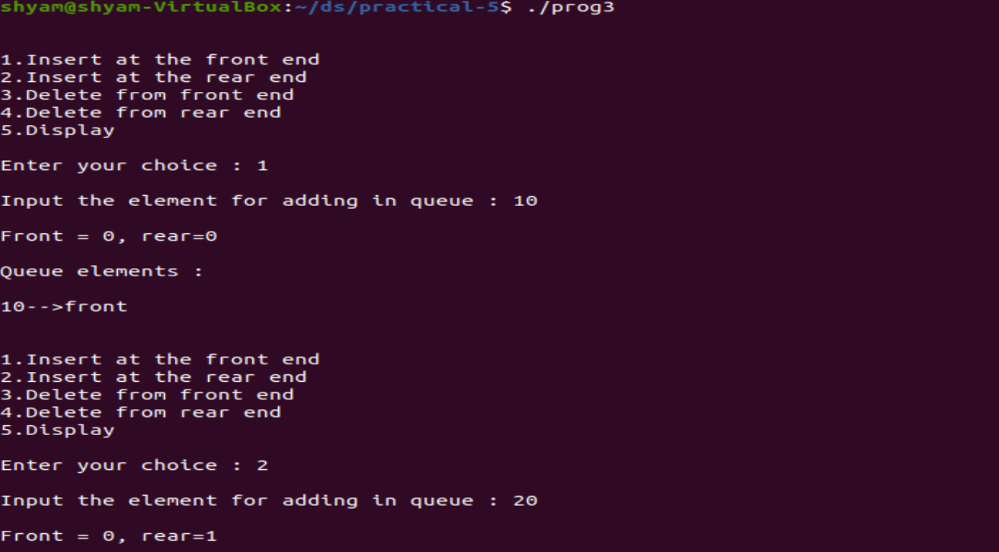 shyam@shyam-VirtualBox:~/ds/practical-5$ ./prog3
1.Insert at the front end
2.Insert at the rear end
3.Delete from front end
4.Delete from rear end
5.Display
Enter your choice : 1
Input the element for adding in queue : 10
Front = 0, rear=0
Queue elements :
10-->front
1.Insert at the front end
2.Insert at the rear end
3.Delete from front end
4.Delete from rear end
5.Display
Enter your choice : 2
Input the element for adding in queue : 20
Front = 0, rear=1